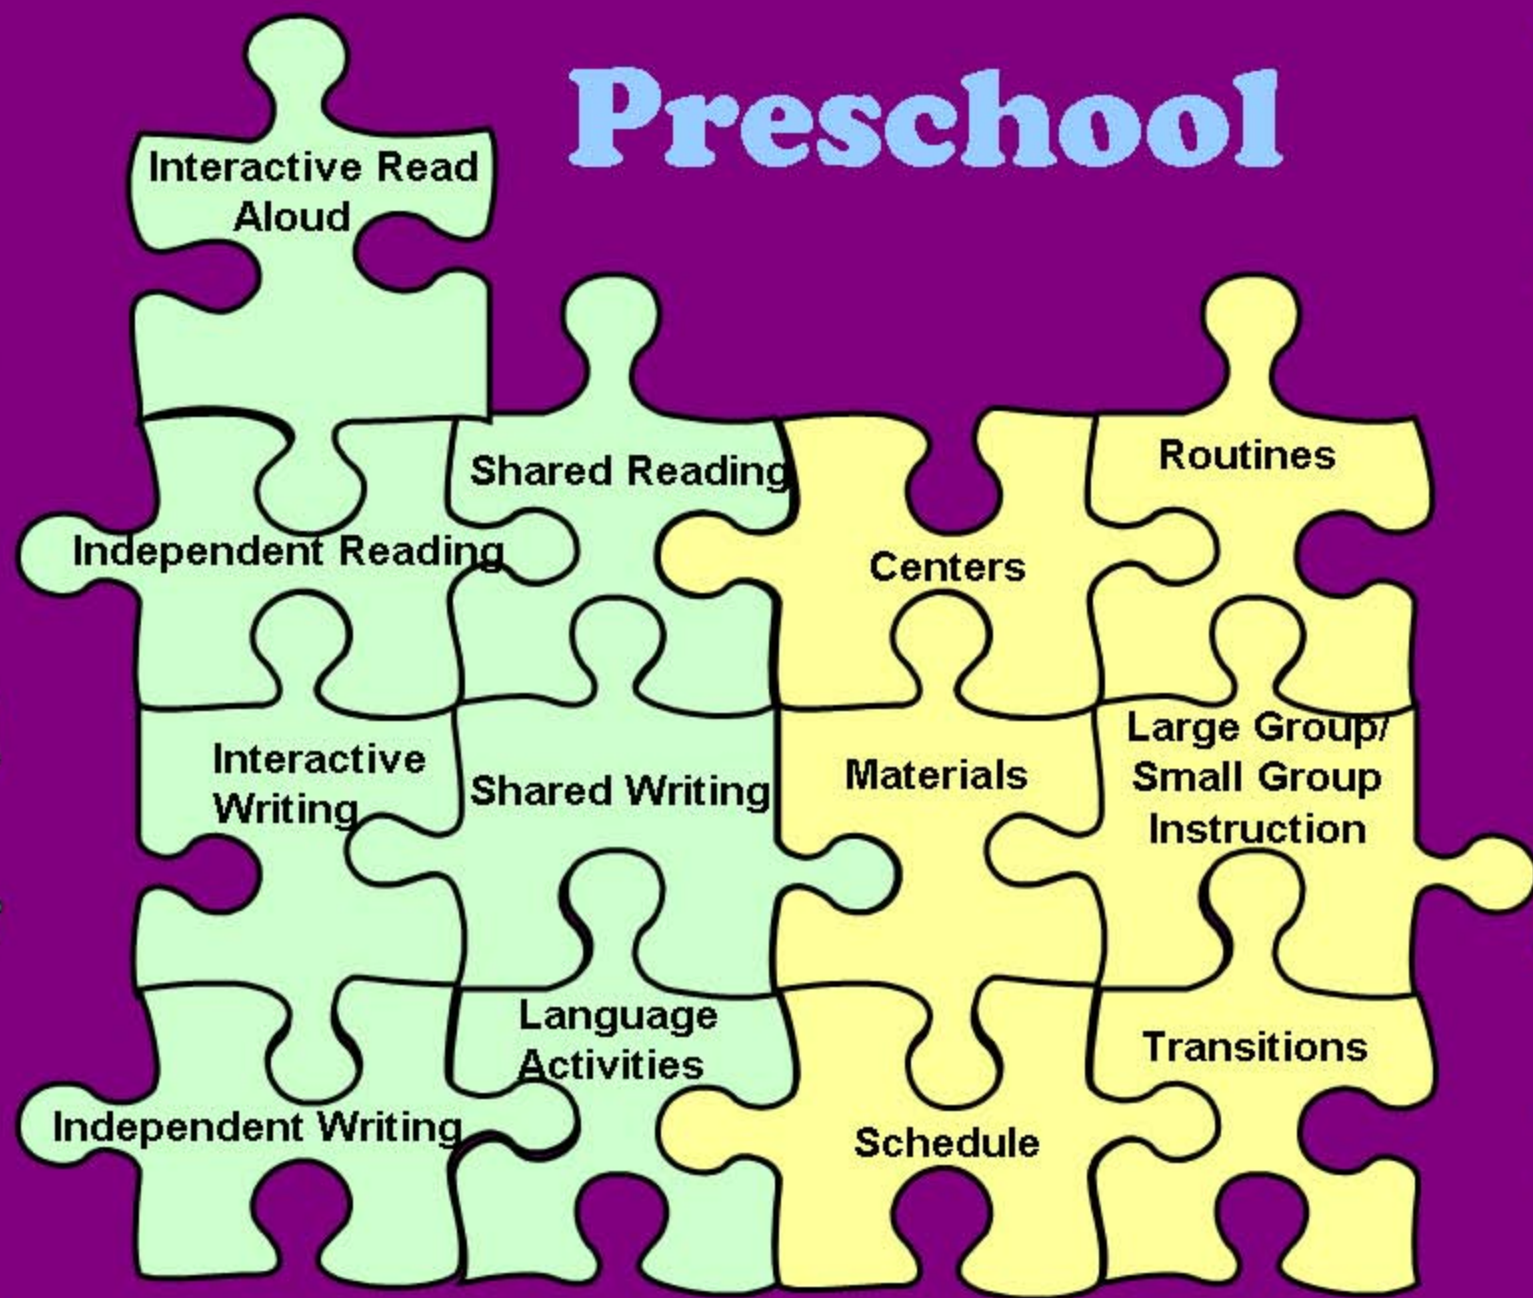 Preschool
Interactive Read
Aloud
Shared Reading
Routines
Independent Reading
Centers
Interactive
Writing
Shared Writing
Materials
Large Group/
Small Group
Instruction
Language
Activities
Transitions
Independent Writing
Schedule